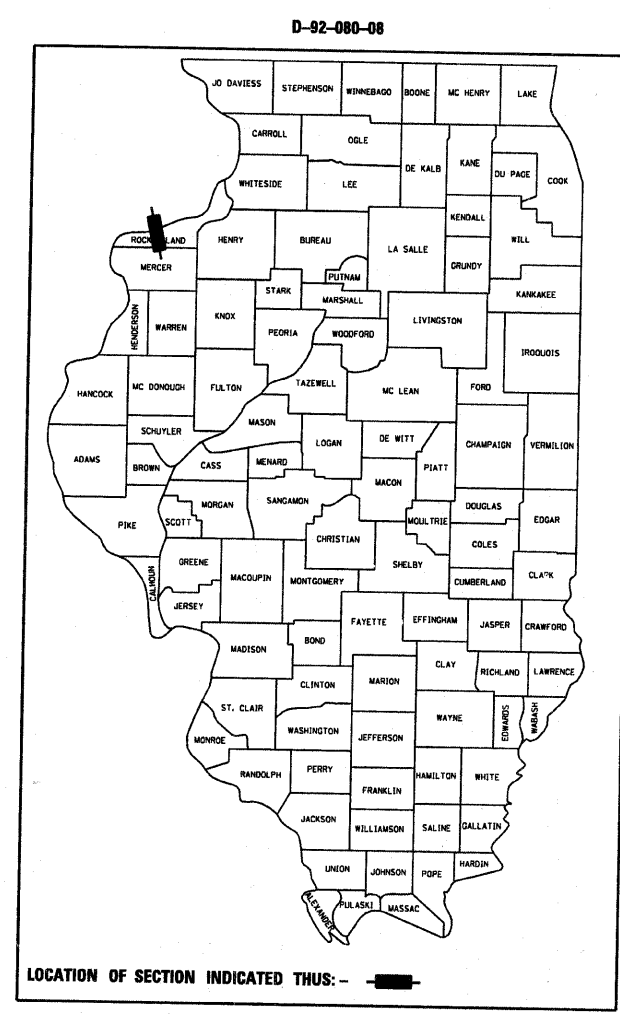 D-92-080-08
JO DAVIESS STEPHENSON WINNEBAGO BOONE MC HENRY LAKE
CARROLL OGLE DE KALB KANE DU PAGE COOK
WHITESIDE LEE
KENDALL WILL
ROCK LAND HENRY BUREAU LA SALLE GRUNDY
MERCER PUTNAM
STARK MARSHALL KANKAKEE
HENDERSON WARREN KNOX PEORIA WOODFORD LIVINGSTON IROQUOIS
HANCOCK MC DONOUGH FULTON TAZEWELL MC LEAN FORD
SCHUYLER MASON LOGAN DE WITT CHAMPAIGN VERMILION
ADAMS BROWN CASS MENARD MACON PIATT
PIKE SCOTT MORGAN SANGAMON CHRISTIAN MOULTRIE DOUGLAS EDGAR
COLES
CALHOUN GREENE MACOUPIN MONTGOMERY SHELBY CUMBERLAND CLARK
JERSEY
MADISON BOND FAYETTE EFFINGHAM JASPER CRAWFORD
CLINTON MARION CLAY RICHLAND LAWRENCE
ST. CLAIR WASHINGTON WAYNE EDWARDS WABASH
MONROE JEFFERSON
RANDOLPH PERRY FRANKLIN HAMILTON WHITE
JACKSON WILLIAMSON SALINE GALLATIN
UNION JOHNSON POPE HARDIN
ALEXANDER PULASKI MASSAC
LOCATION OF SECTION INDICATED THUS:-